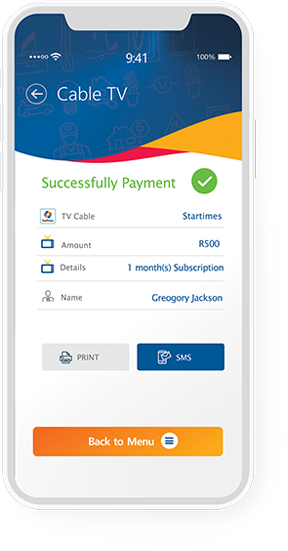 9:41
100%
Cable TV
Successfully Payment
TV Cable Startimes
Amount R500
Details 1 month(s) Subscription
Name Greogory Jackson
PRINT SMS
Back to Menu